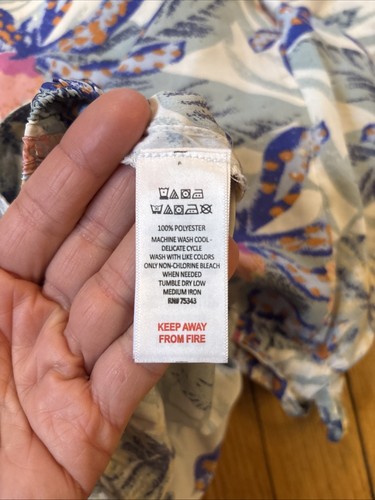 100% POLYESTER
MACHINE WASH COOL -
DELICATE CYCLE
WASH WITH LIKE COLORS
ONLY NON-CHLORINE BLEACH
WHEN NEEDED
TUMBLE DRY LOW
MEDIUM IRON
RN# 75343
KEEP AWAY
FROM FIRE